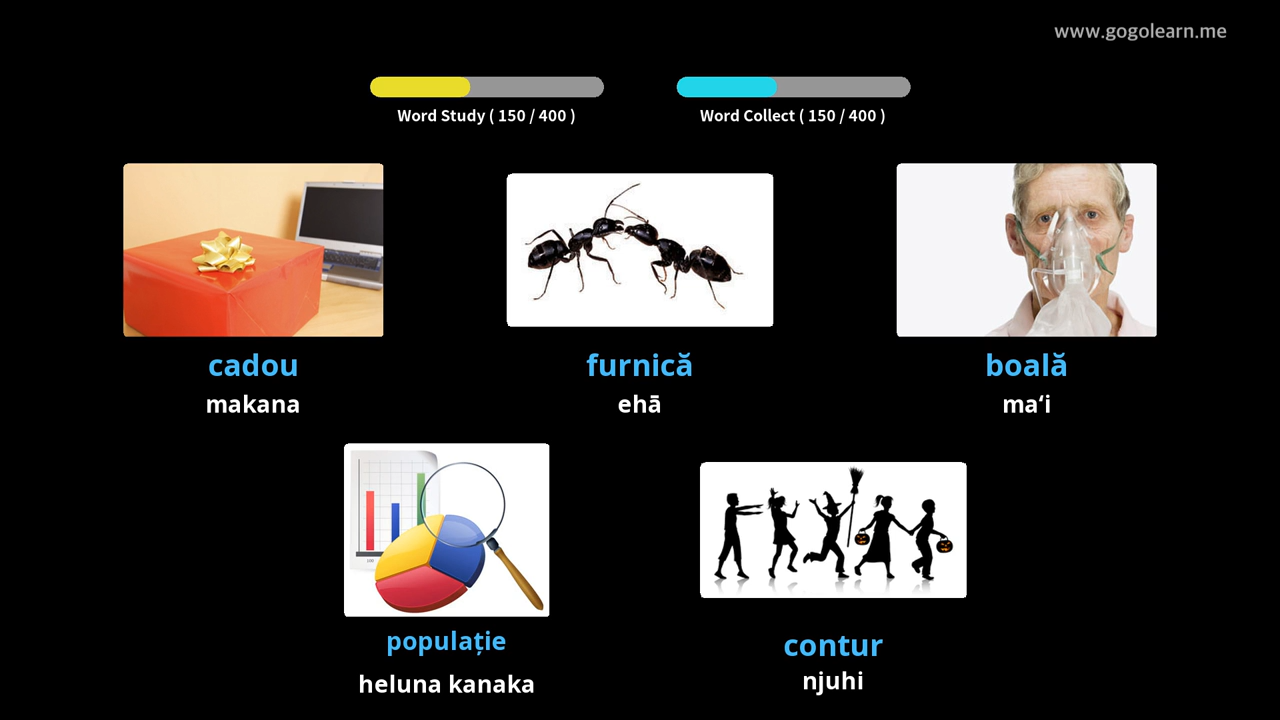 www.gogolearn.me
Word Study ( 150 / 400 )
Word Collect ( 150 / 400 )
cadou
makana
furnică
ehā
boală
maʻi
100
populație
heluna kanaka
contur
njuhi